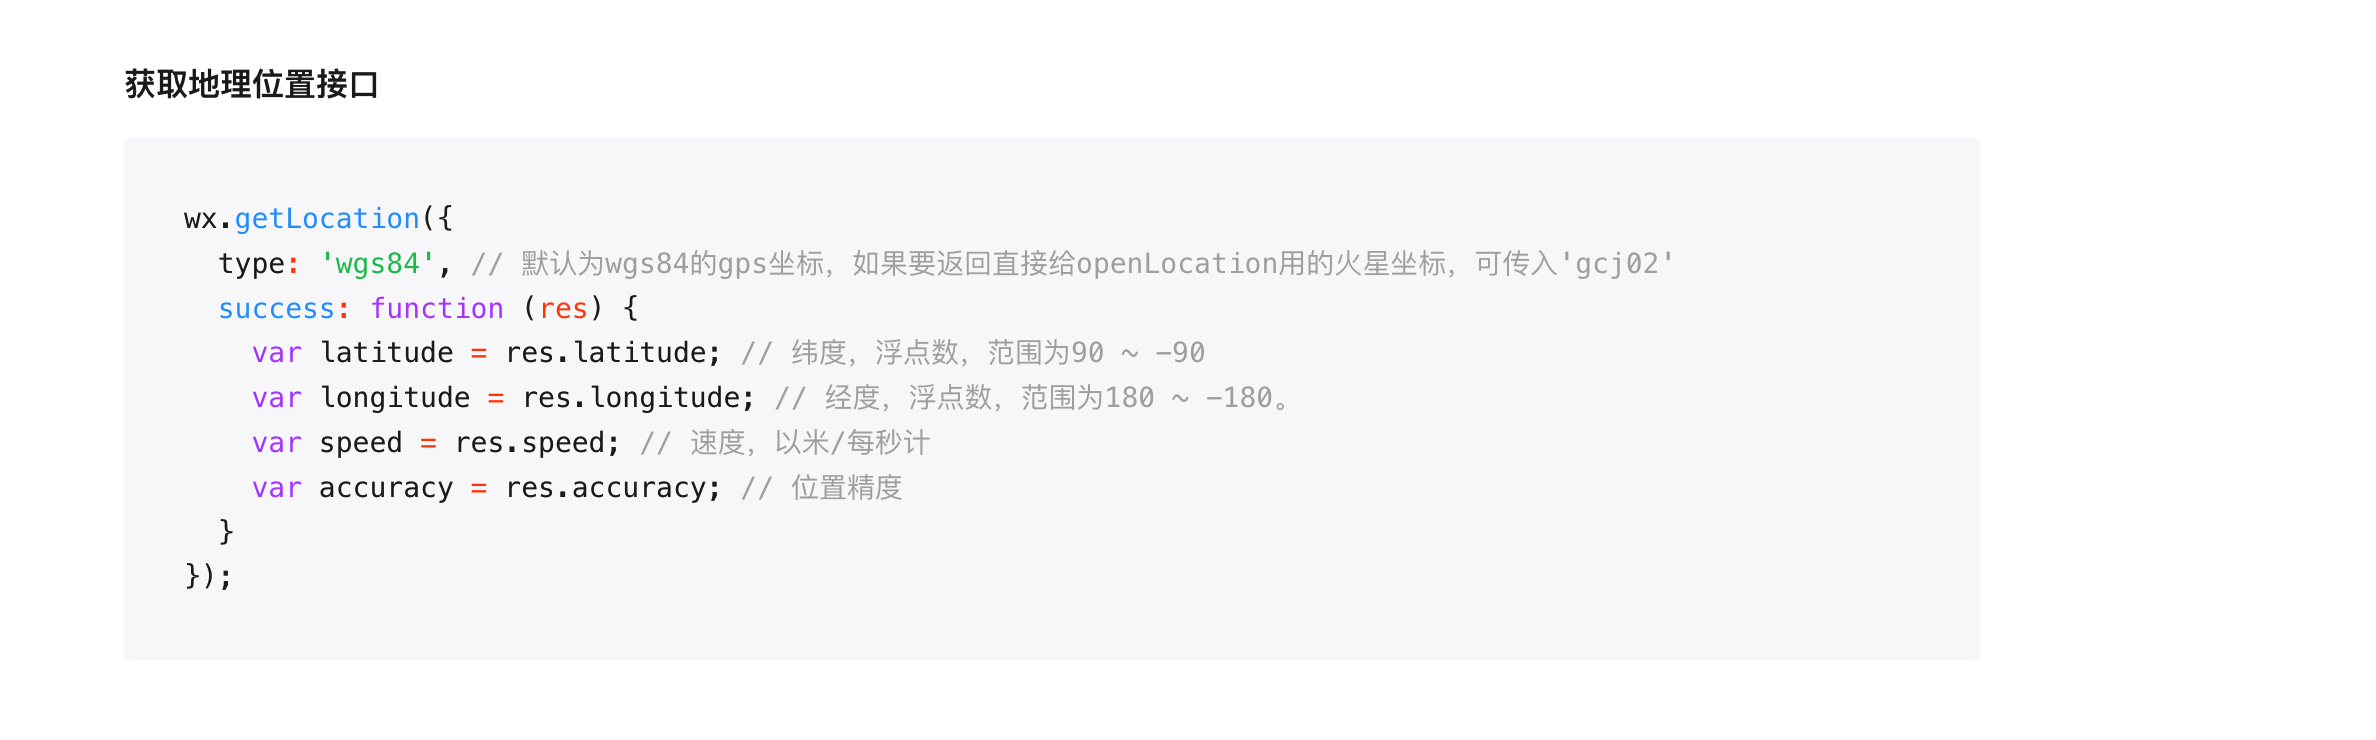 获取地理位置接口
wx.getLocation({
  type: 'wgs84', // 默认为wgs84的gps坐标，如果要返回直接给openLocation用的火星坐标，可传入'gcj02'
  success: function (res) {
    var latitude = res.latitude; // 纬度，浮点数，范围为90 ~ -90
    var longitude = res.longitude; // 经度，浮点数，范围为180 ~ -180。
    var speed = res.speed; // 速度，以米/每秒计
    var accuracy = res.accuracy; // 位置精度
  }
});